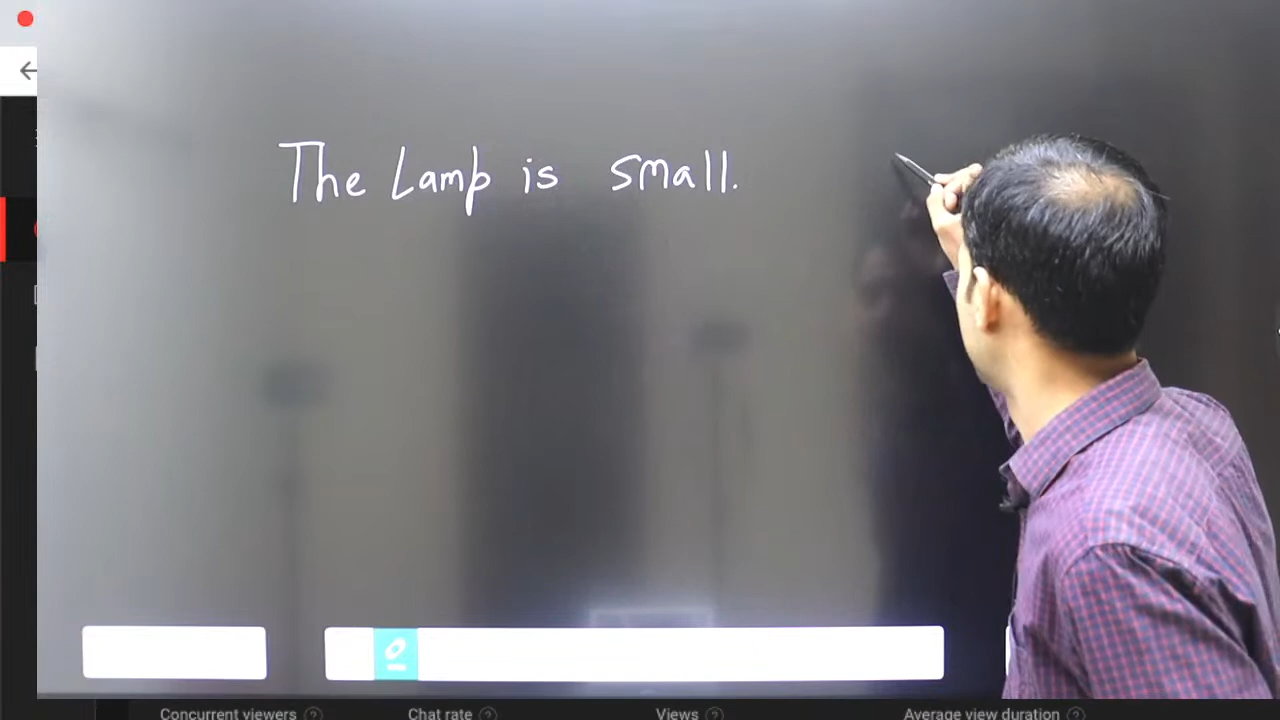 The Lamp is small.
Concurrent viewers ? Chat rate ? Views ? Average view duration ?